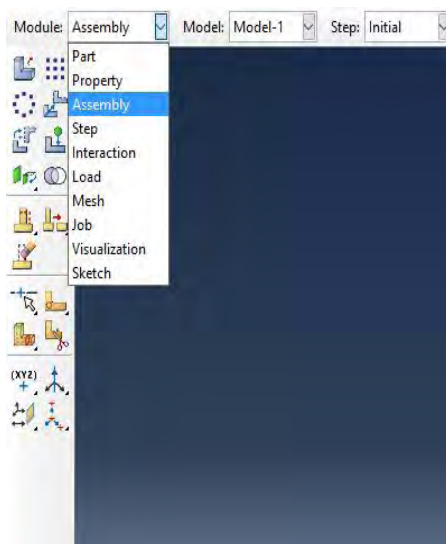 Module: Assembly Model: Model-1 Step: Initial
Part
Property
Assembly
Step
Interaction
Load
Mesh
Job
Visualization
Sketch
(XYZ)